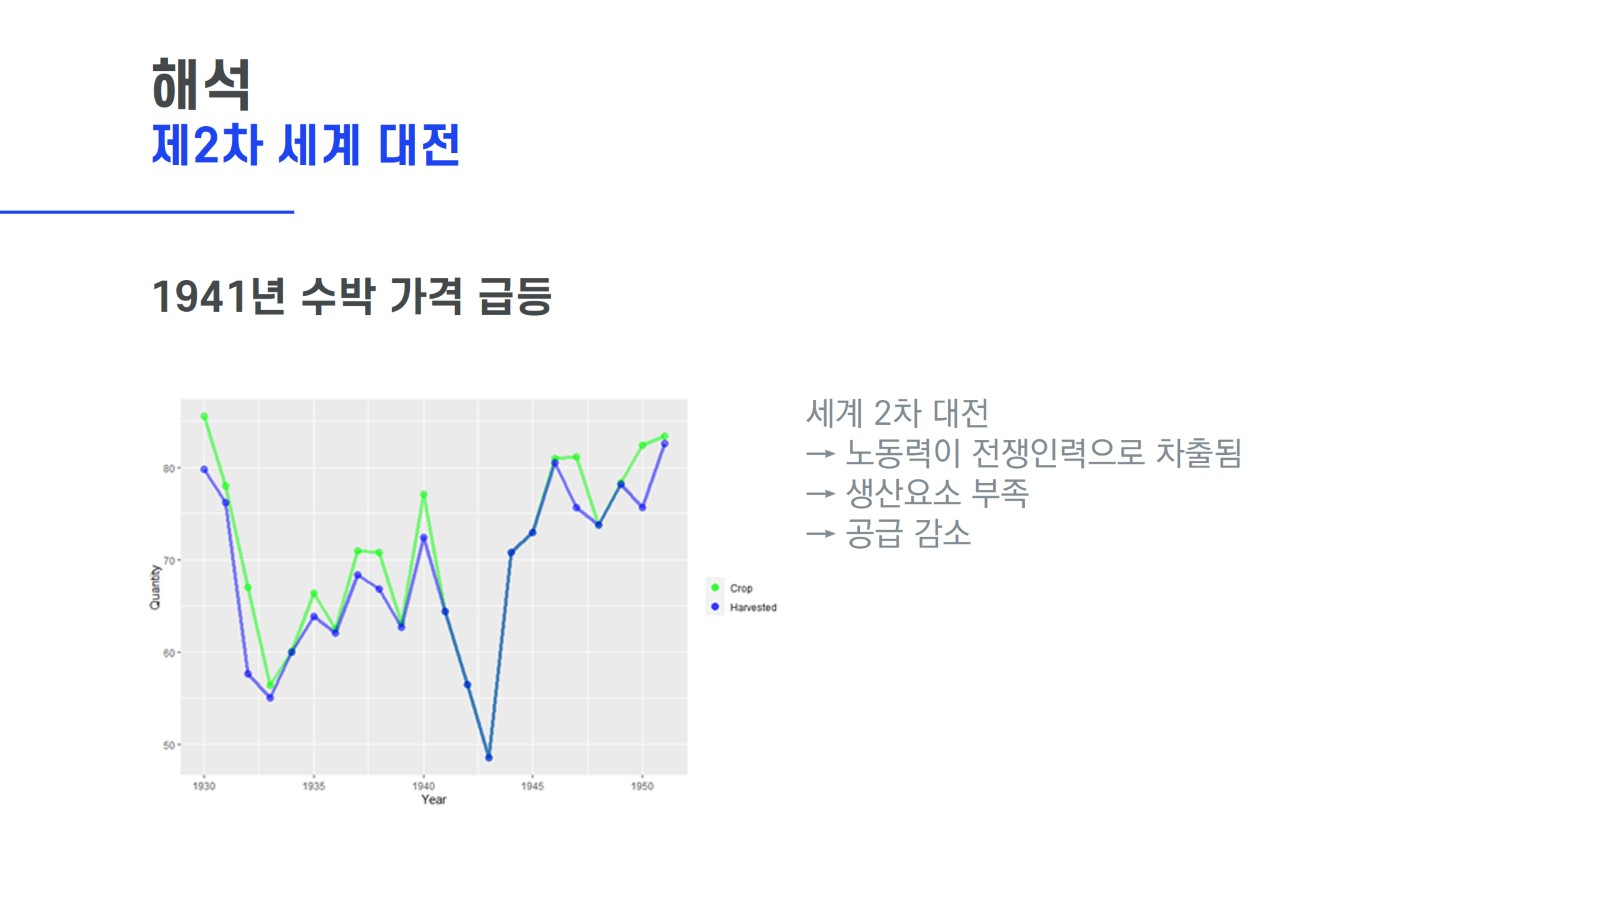 해석
제2차 세계 대전
1941년 수박 가격 급등
세계 2차 대전
→ 노동력이 전쟁인력으로 차출됨
→ 생산요소 부족
→ 공급 감소
80
70
60
50
Quantity
1930 1935 1940 1945 1950
Year
Crop
Harvested